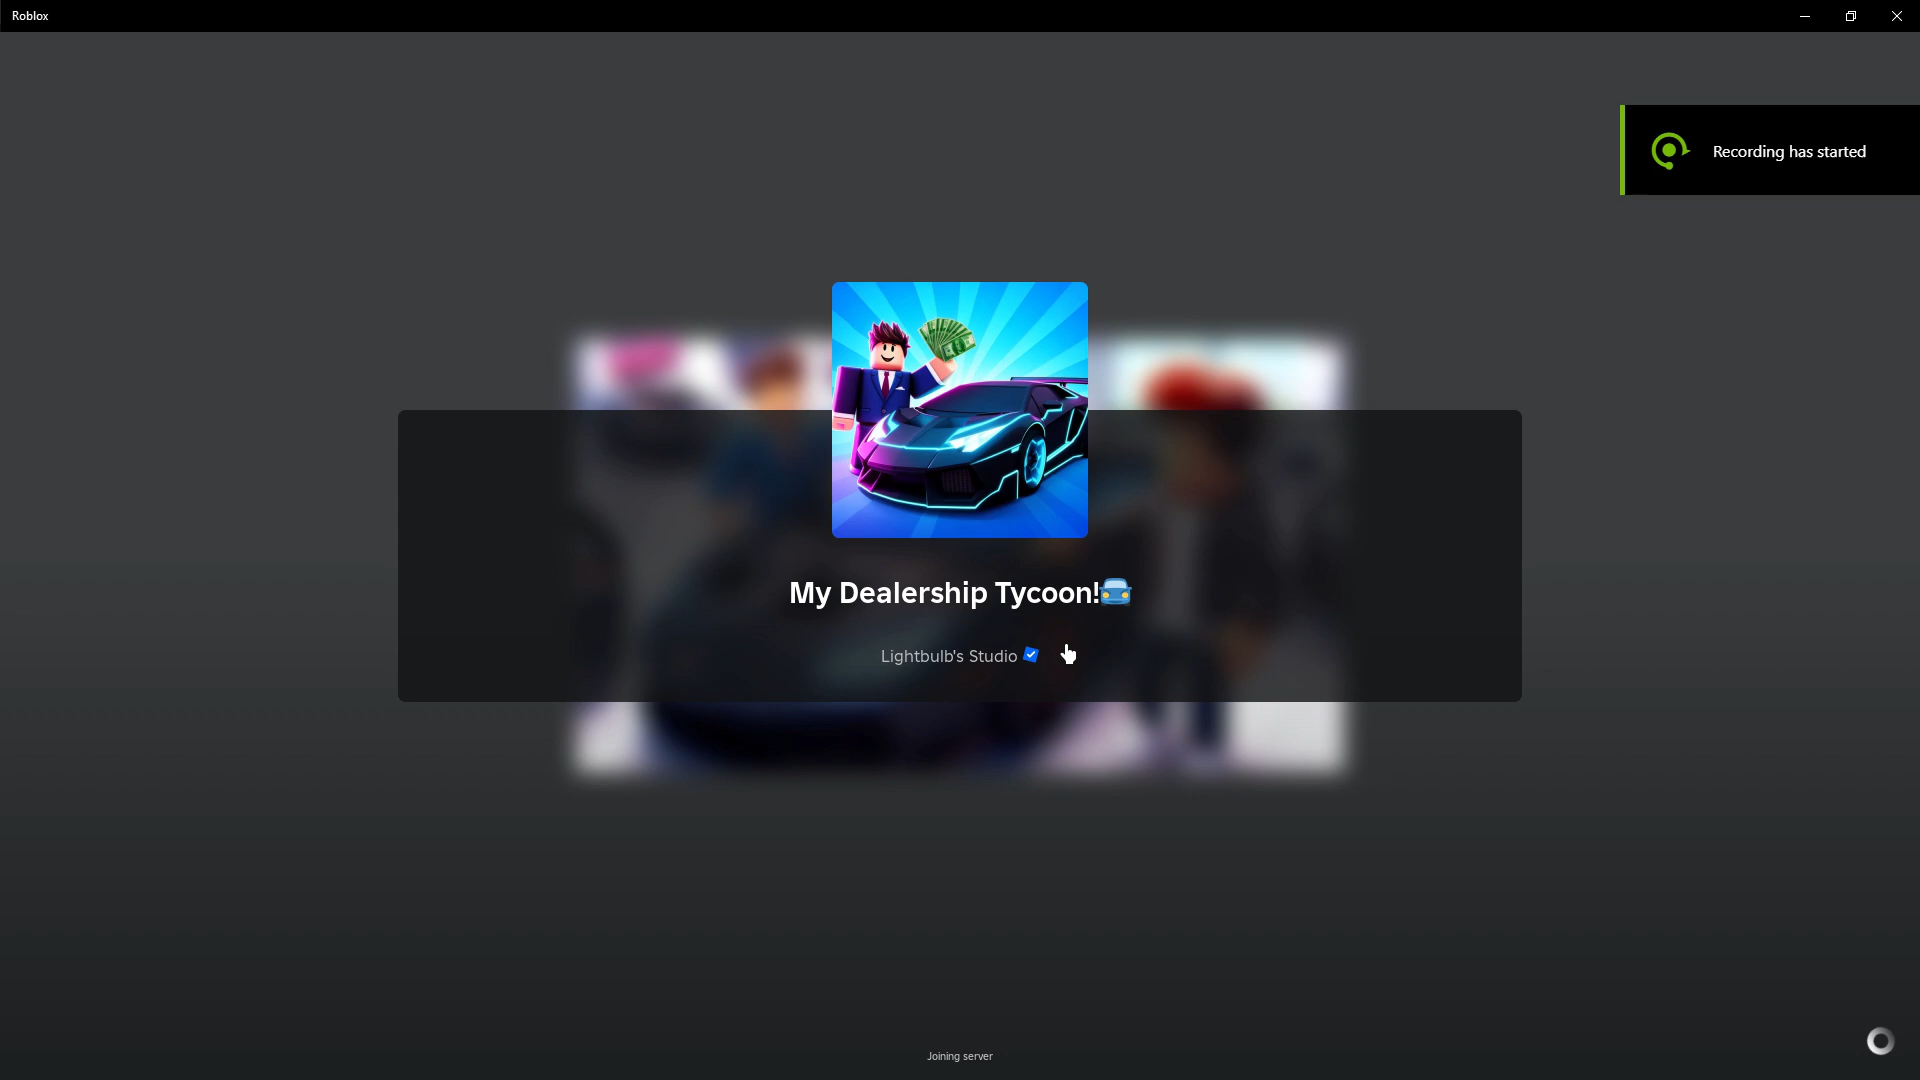 Roblox
Recording has started
My Dealership Tycoon!🚘
Lightbulb's Studio
Joining server